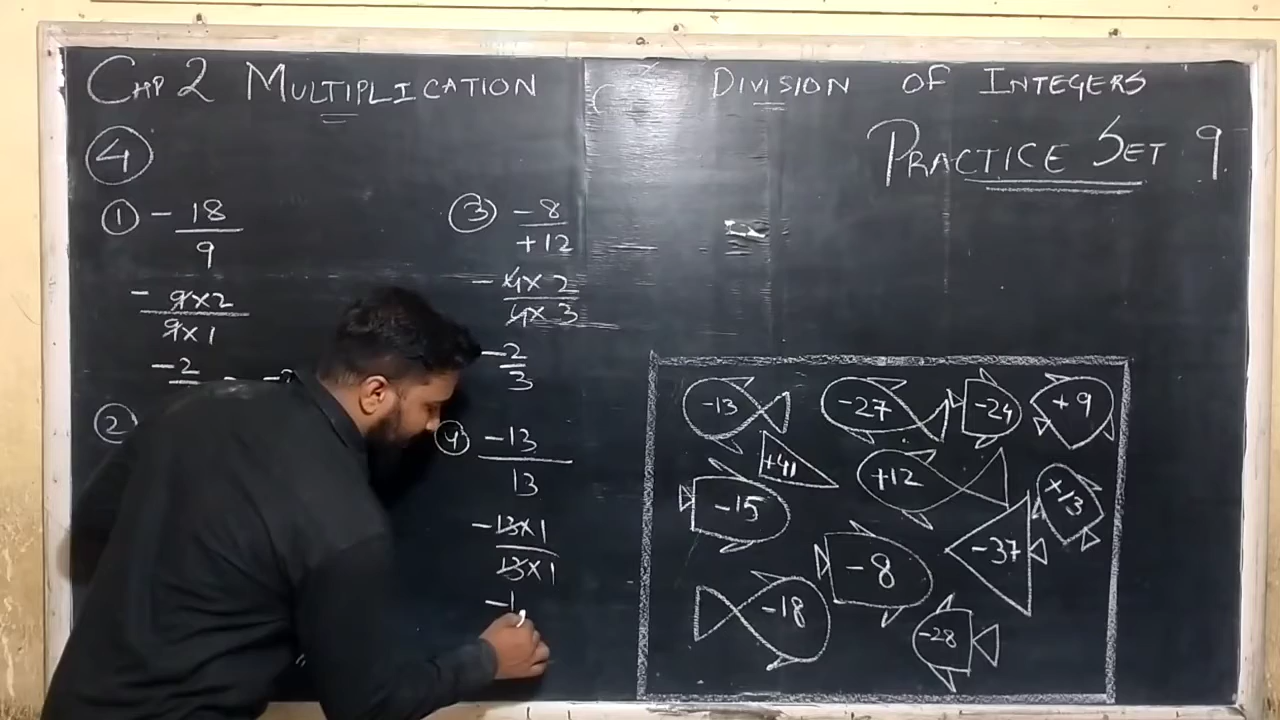 CHP 2 MULTIPLICATION DIVISION OF INTEGERS
PRACTICE SET 9
④
① - 18
9
- 9 x 2
9 x 1
-2
②
③ -8
+12
- 4 x 2
4 x 3
-2
3
④ -13
13
-13 x 1
13 x 1
-1
-13 -27 -24 +9
+41
+12
-15 +13
-37
-8
-18
-28